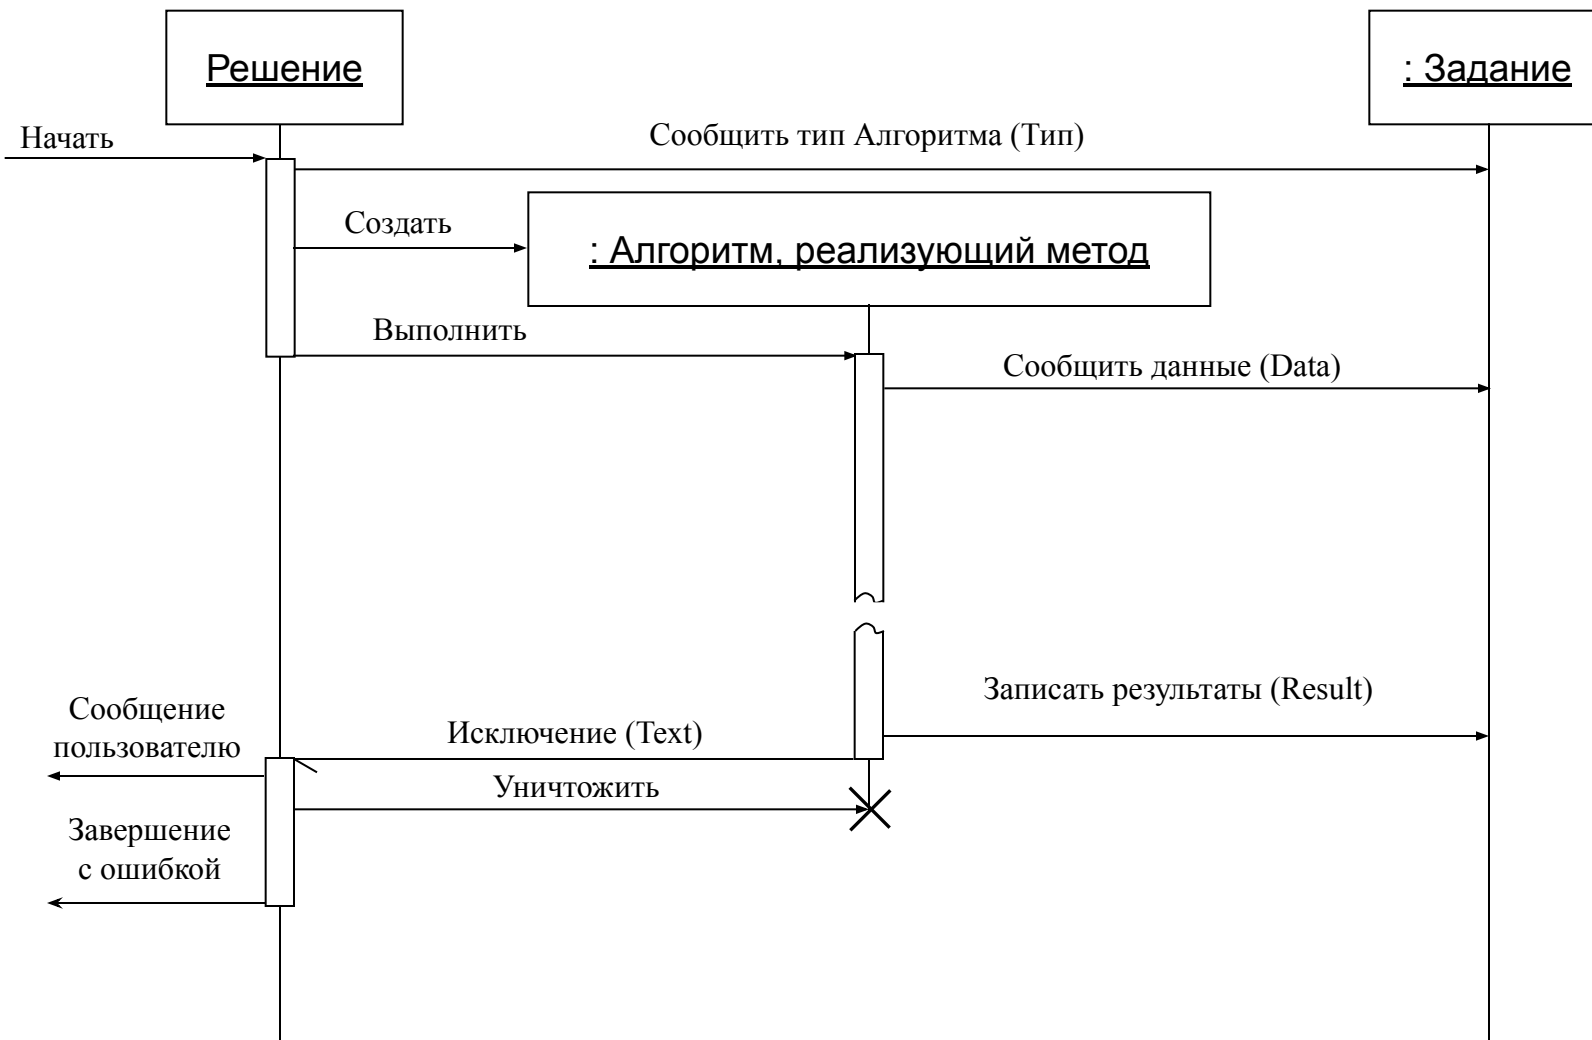 Решение
: Задание
Начать
Сообщить тип Алгоритма (Тип)
Создать
: Алгоритм, реализующий метод
Выполнить
Сообщить данные (Data)
Записать результаты (Result)
Сообщение
пользователю
Исключение (Text)
Уничтожить
Завершение
с ошибкой